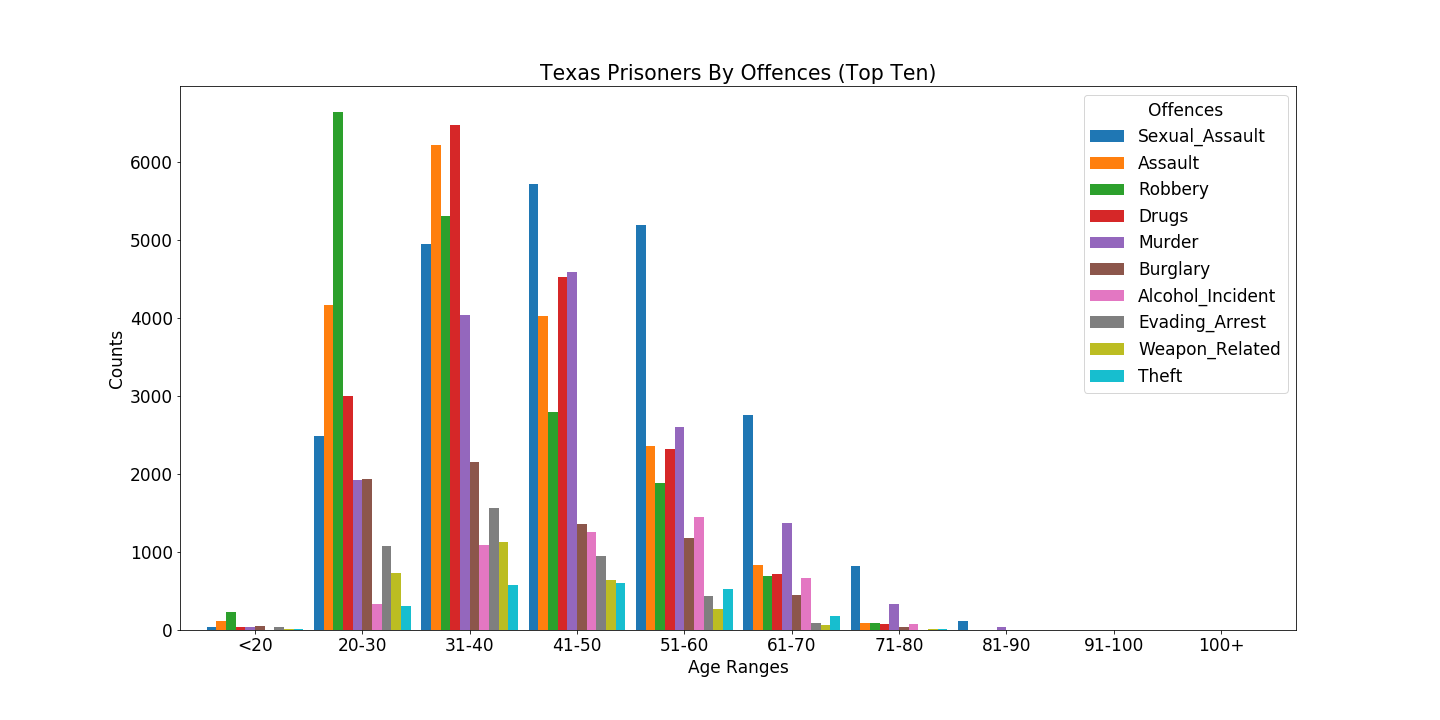 Texas Prisoners By Offences (Top Ten)
Offences
Sexual_Assault
Assault
Robbery
Drugs
Murder
Burglary
Alcohol_Incident
Evading_Arrest
Weapon_Related
Theft
Counts
6000
5000
4000
3000
2000
1000
0
<20 20-30 31-40 41-50 51-60 61-70 71-80 81-90 91-100 100+
Age Ranges